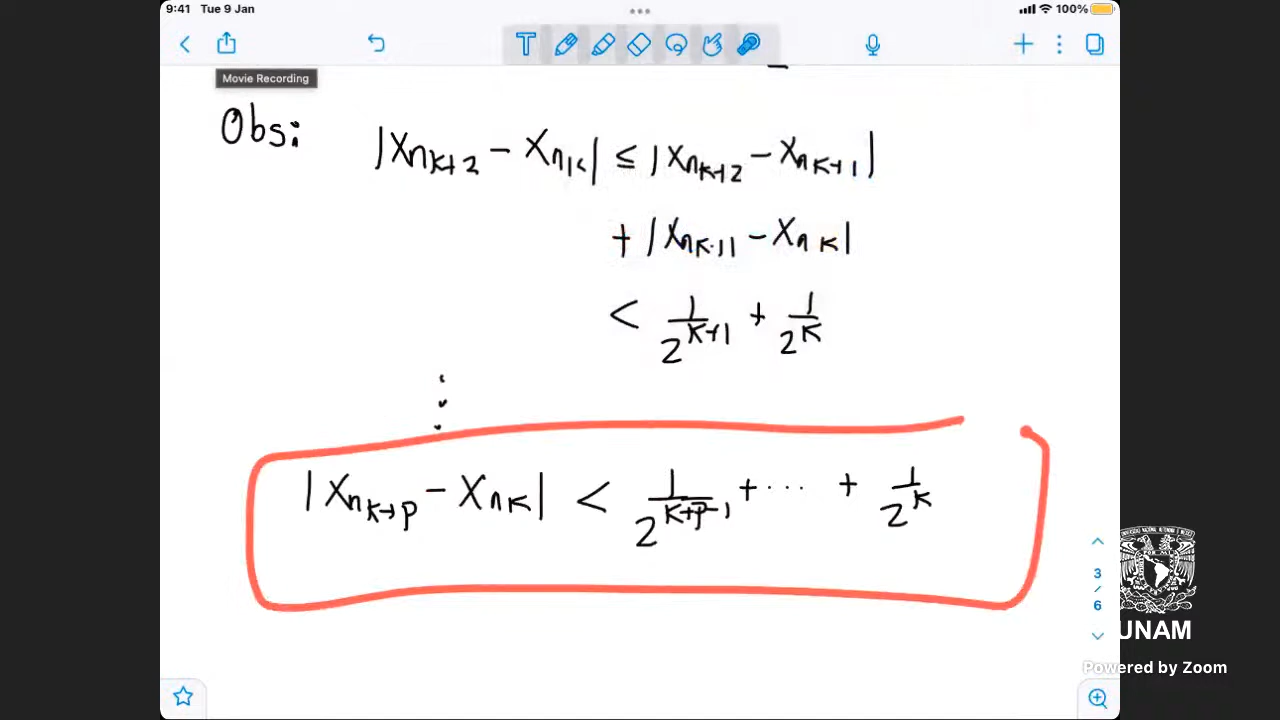 9:41 Tue 9 Jan
100%
T
Movie Recording
Obs: |X_{n_{K+2}} - X_{n_K}| ≤ |X_{n_{K+2}} - X_{n_{K+1}}|
+ |X_{n_{K+1}} - X_{n_K}|
< 1/2^{K+1} + 1/2^K
⋮
|X_{n_{K+p}} - X_{n_K}| < 1/2^{K+p-1} + ··· + 1/2^K
3
/
6
UNAM
Powered by Zoom